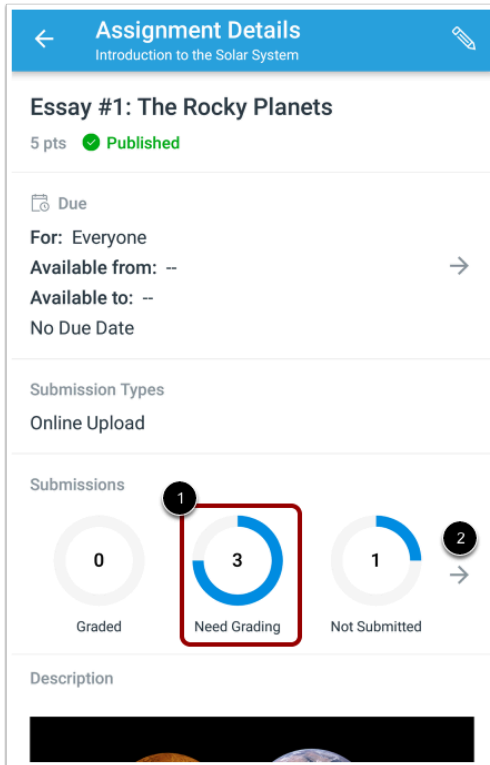 Assignment Details
Introduction to the Solar System
Essay #1: The Rocky Planets
5 pts Published
Due
For: Everyone
Available from: --
Available to: --
No Due Date
Submission Types
Online Upload
Submissions
1
2
0 3 1
Graded Need Grading Not Submitted
Description